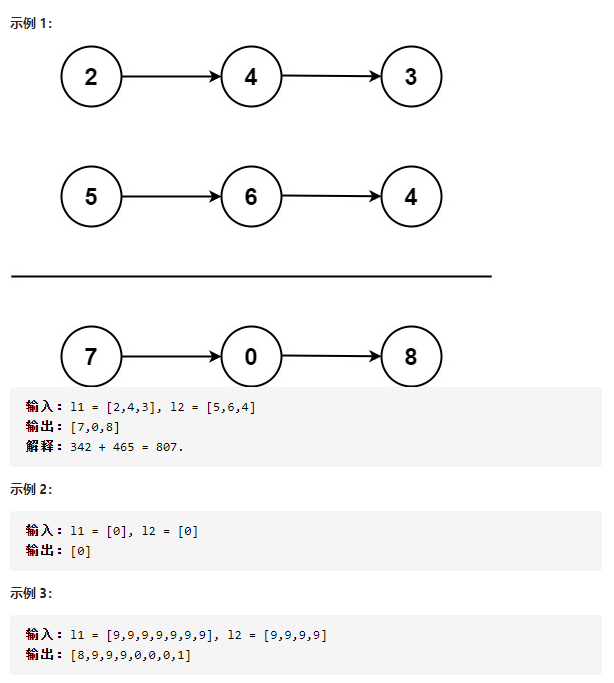 示例 1：
2 4 3
5 6 4
7 0 8
输入：l1 = [2,4,3], l2 = [5,6,4]
输出：[7,0,8]
解释：342 + 465 = 807.
示例 2：
输入：l1 = [0], l2 = [0]
输出：[0]
示例 3：
输入：l1 = [9,9,9,9,9,9,9], l2 = [9,9,9,9]
输出：[8,9,9,9,0,0,0,1]